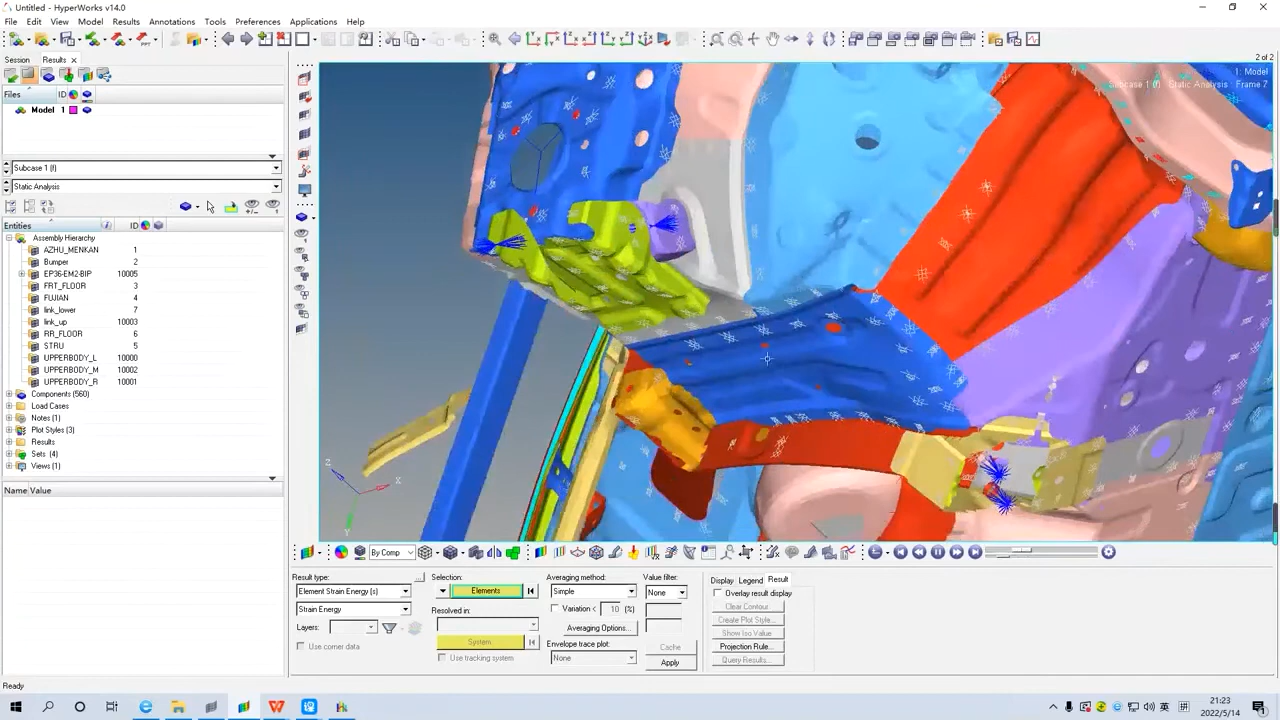 Untitled - HyperWorks v14.0
File Edit View Model Results Annotations Tools Preferences Applications Help
Session Results
2 of 2
Files ID
1: Model
Subcase 1 (f) : Static Analysis : Frame 7
Model 1
Subcase 1 (f)
Static Analysis
Entities ID
Assembly Hierarchy
AZHU_MENKAN 1
Bumper 2
EP36-EM2-BIP 10005
FRT_FLOOR 3
FUJIAN 4
link_lower 7
link_up 10003
RR_FLOOR 6
STRU 5
UPPERBODY_L 10000
UPPERBODY_M 10002
UPPERBODY_R 10001
Components (560)
Load Cases
Notes (1)
Plot Styles (3)
Results
Sets (4)
Views (1)
Name Value
Z
X
Y
By Comp
Result type: Selection: Averaging method: Value filter: Display Legend Result
Element Strain Energy (s) Elements Simple None Overlay result display
Strain Energy Resolved in: Variation < 10 (%) Clear Contour
Layers: Averaging Options... Create Plot Style...
Use corner data System Envelope trace plot: Cache Show Iso Value
Use tracking system None Apply Projection Rule...
Query Results...
Ready
21:23
英 拼
2022/5/14